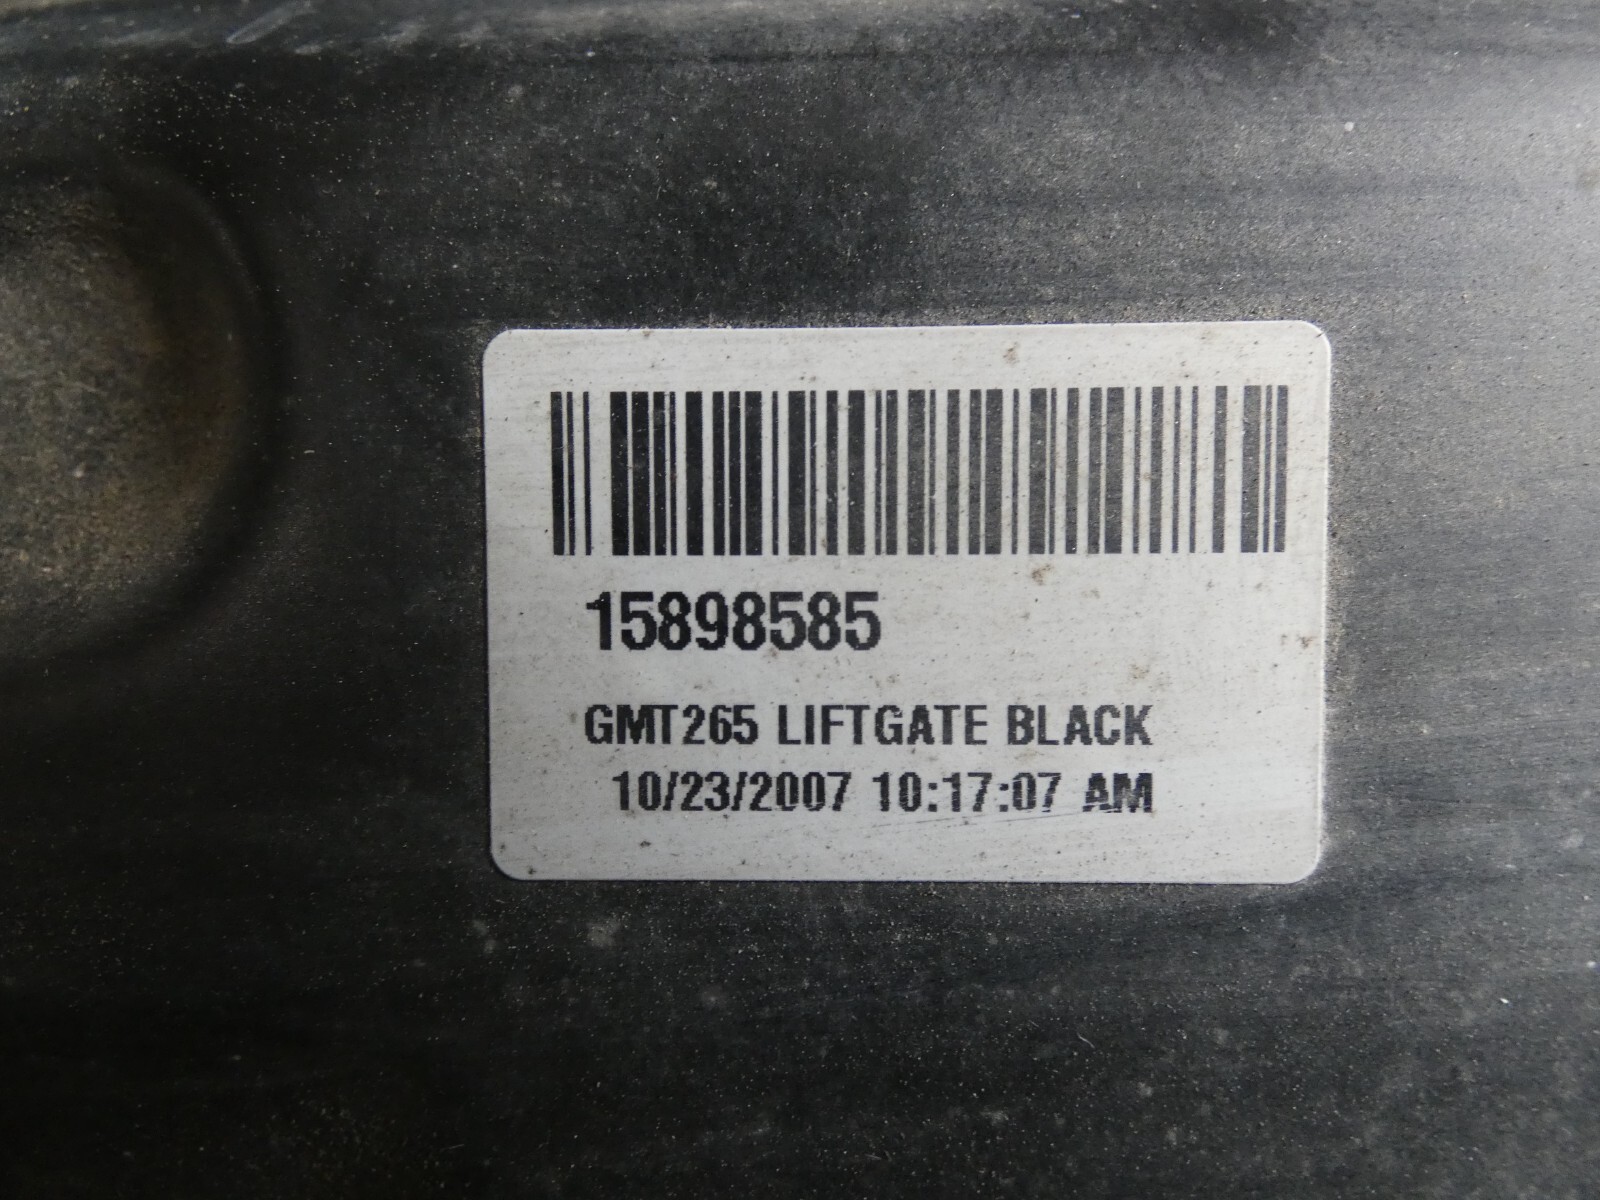 15898585
GMT265 LIFTGATE BLACK
10/23/2007 10:17:07 AM